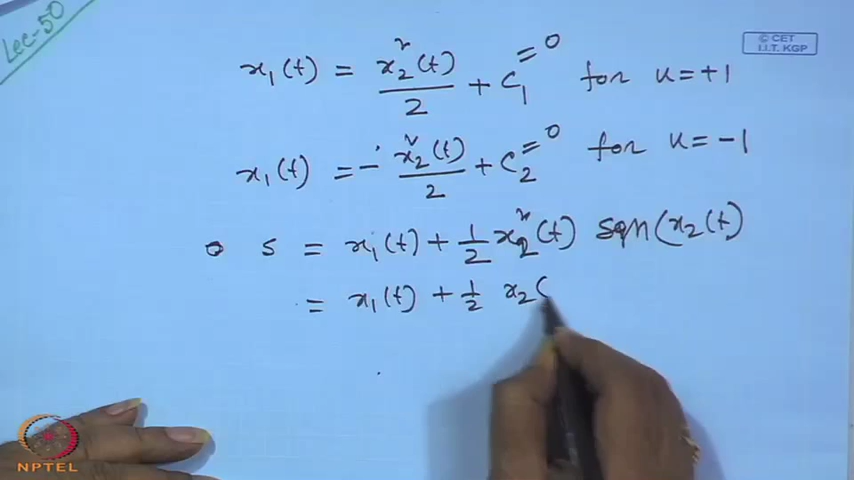 Lec-50
© CET
I.I.T. KGP
x₁(t) = x₂²(t)/2 + C₁ = 0 for u = +1
x₁(t) = - x₂²(t)/2 + C₂ = 0 for u = -1
0 s = x₁(t) + 1/2 x₂²(t) sgn(x₂(t)
= x₁(t) + 1/2 x₂(
NPTEL